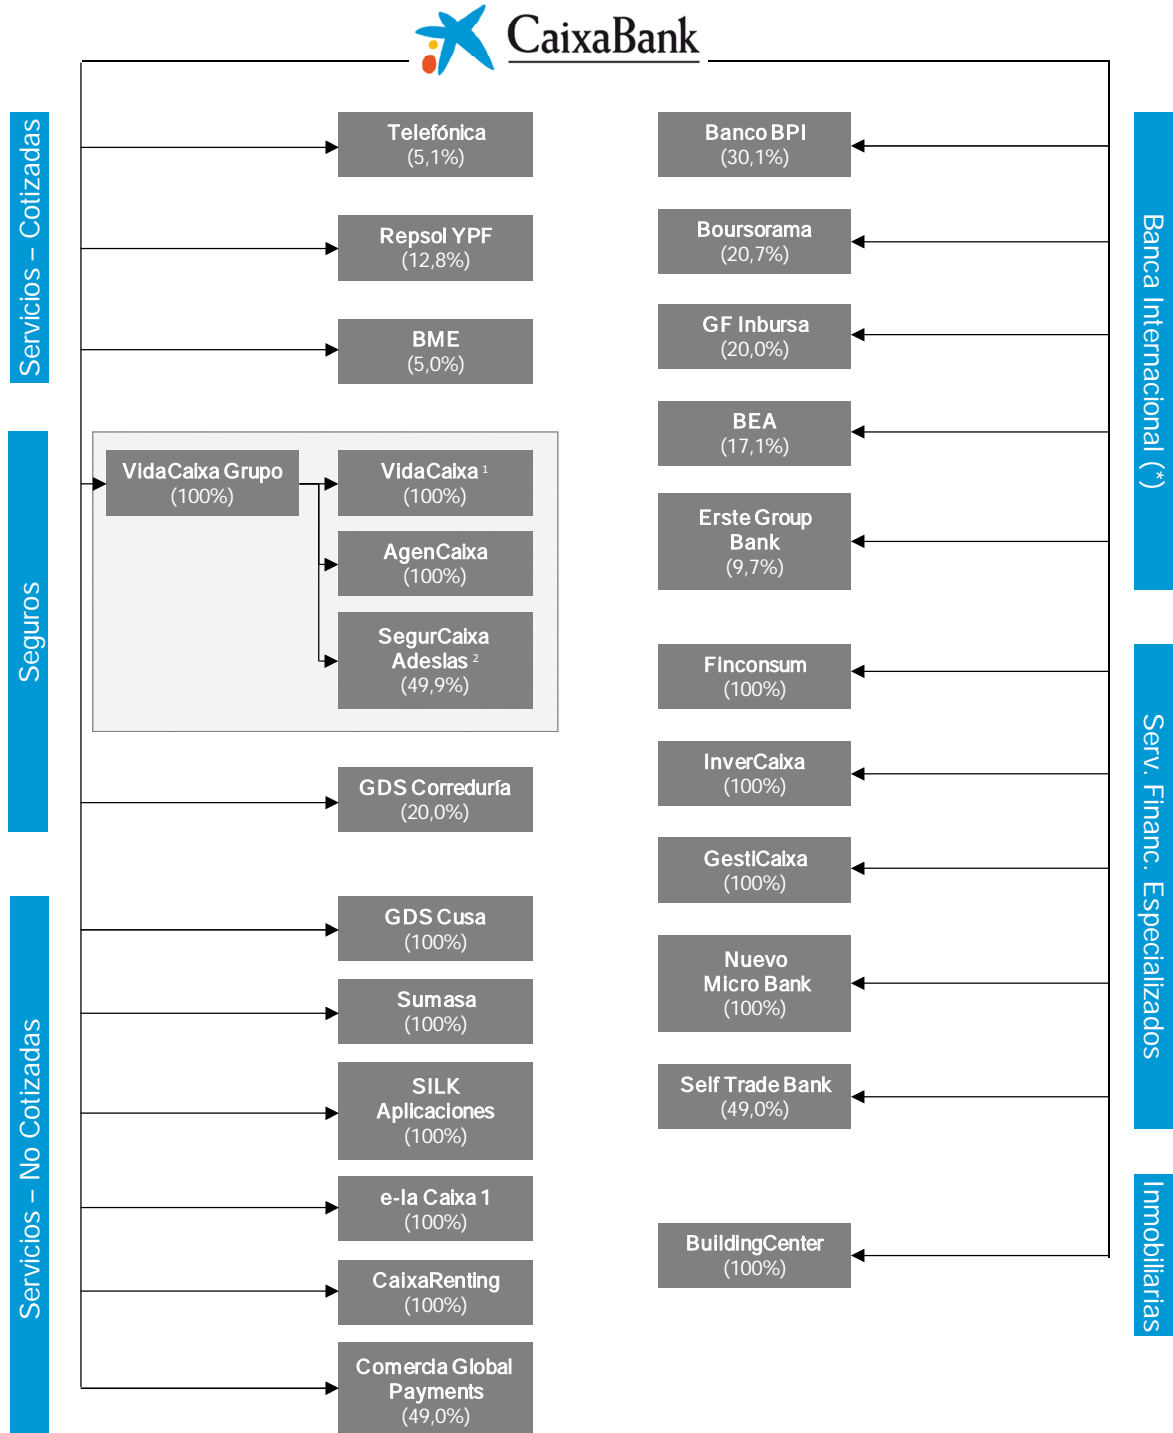 CaixaBank
Servicios – Cotizadas
Telefónica
(5,1%)
Repsol YPF
(12,8%)
BME
(5,0%)
Seguros
VidaCaixa Grupo
(100%)
VidaCaixa 1
(100%)
AgenCaixa
(100%)
SegurCaixa
Adeslas 2
(49,9%)
GDS Correduría
(20,0%)
Servicios – No Cotizadas
GDS Cusa
(100%)
Sumasa
(100%)
SILK
Aplicaciones
(100%)
e-la Caixa 1
(100%)
CaixaRenting
(100%)
Comercia Global
Payments
(49,0%)
Banca Internacional (*)
Banco BPI
(30,1%)
Boursorama
(20,7%)
GF Inbursa
(20,0%)
BEA
(17,1%)
Erste Group
Bank
(9,7%)
Serv. Financ. Especializados
Finconsum
(100%)
InverCaixa
(100%)
GestiCaixa
(100%)
Nuevo
Micro Bank
(100%)
Self Trade Bank
(49,0%)
Inmobiliarias
BuildingCenter
(100%)